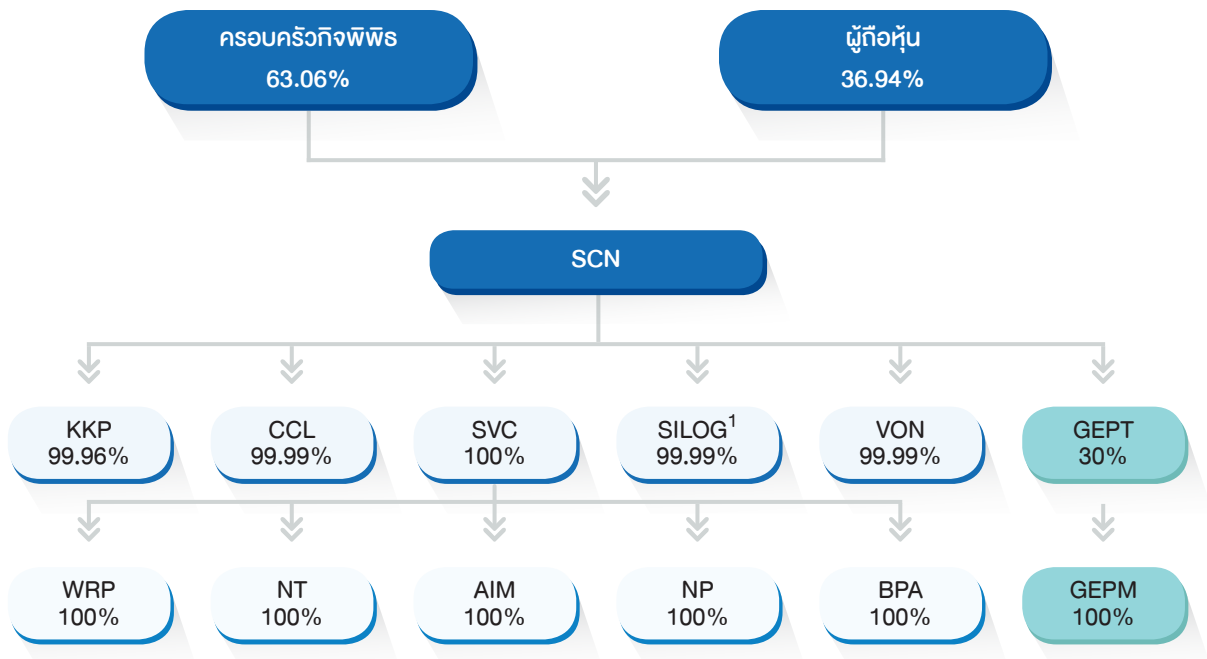 ครอบครัวกิจพิพิธ
63.06%
ผู้ถือหุ้น
36.94%
SCN
KKP
99.96%
CCL
99.99%
SVC
100%
SILOG¹
99.99%
VON
99.99%
GEPT
30%
WRP
100%
NT
100%
AIM
100%
NP
100%
BPA
100%
GEPM
100%